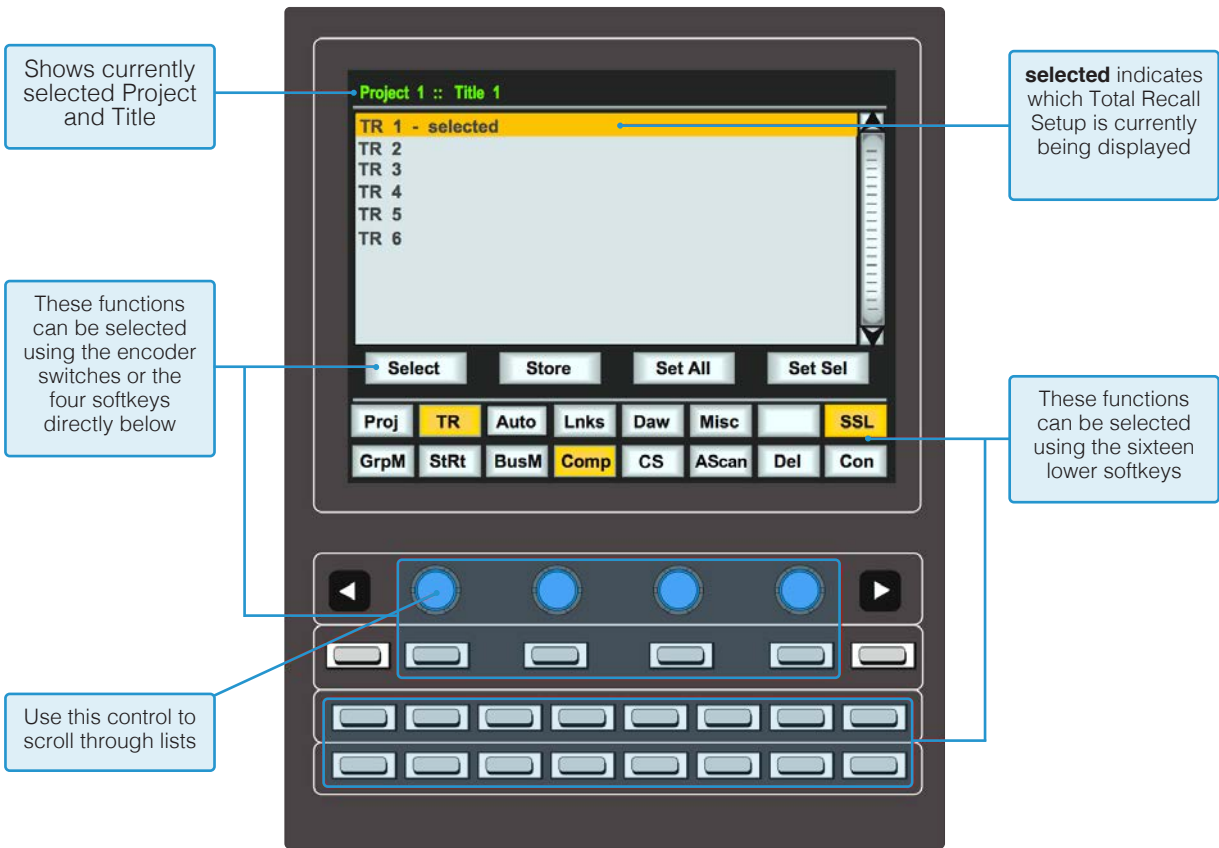 Shows currently
selected Project
and Title
Project 1 :: Title 1
selected indicates
which Total Recall
Setup is currently
being displayed
TR 1 - selected
TR 2
TR 3
TR 4
TR 5
TR 6
These functions
can be selected
using the encoder
switches or the
four softkeys
directly below
Select Store Set All Set Sel
Proj TR Auto Lnks Daw Misc SSL
GrpM StRt BusM Comp CS AScan Del Con
These functions
can be selected
using the sixteen
lower softkeys
Use this control to
scroll through lists